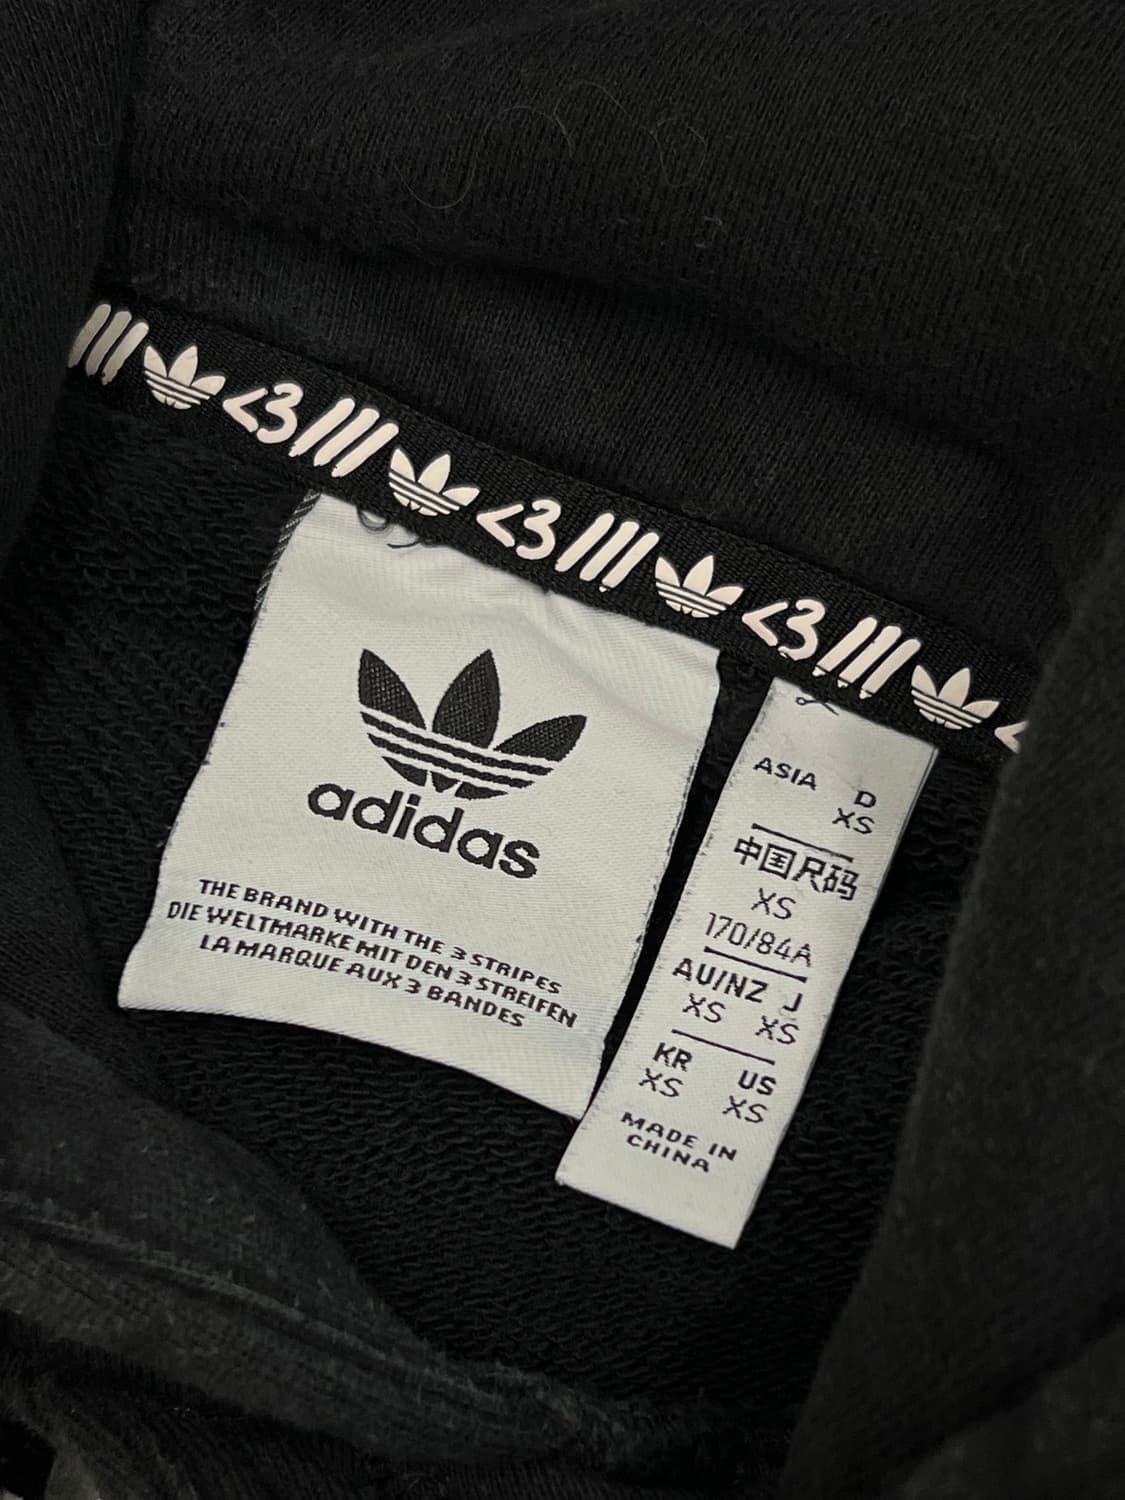 <3
<3
<3
adidas
THE BRAND WITH THE 3 STRIPES
DIE WELTMARKE MIT DEN 3 STREIFEN
LA MARQUE AUX 3 BANDES
ASIA D
XS
中国尺码
XS
170/84A
AU/NZ J
XS XS
KR US
XS XS
MADE IN
CHINA